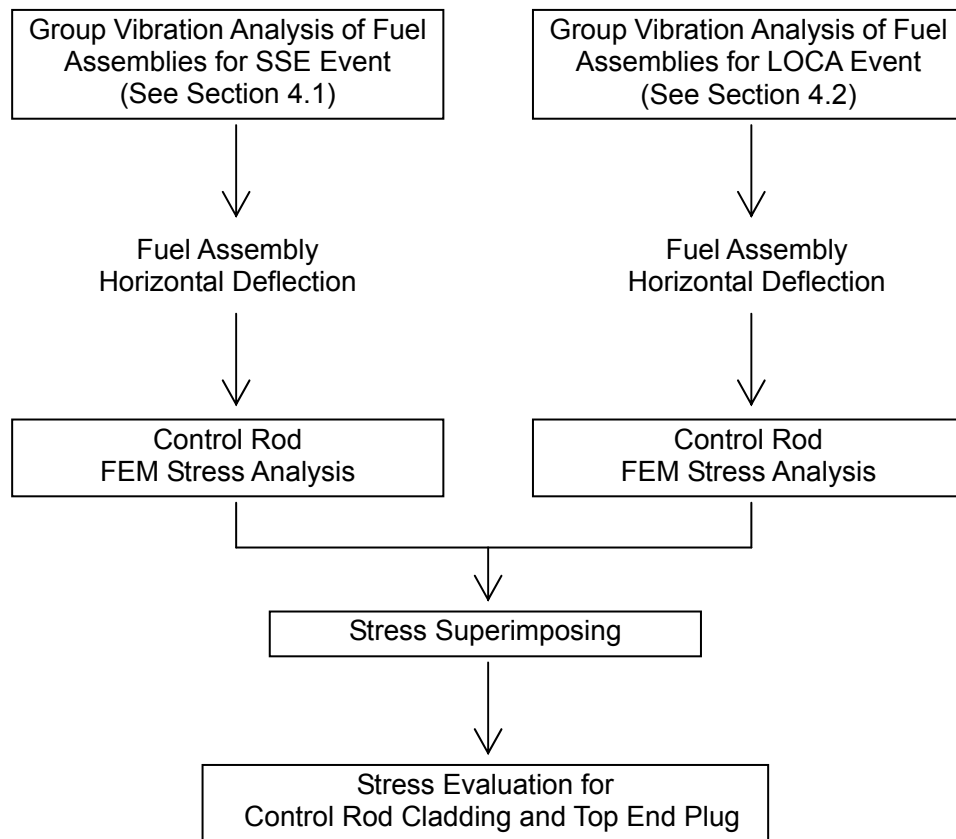 Group Vibration Analysis of Fuel
Assemblies for SSE Event
(See Section 4.1)
Group Vibration Analysis of Fuel
Assemblies for LOCA Event
(See Section 4.2)
Fuel Assembly
Horizontal Deflection
Fuel Assembly
Horizontal Deflection
Control Rod
FEM Stress Analysis
Control Rod
FEM Stress Analysis
Stress Superimposing
Stress Evaluation for
Control Rod Cladding and Top End Plug